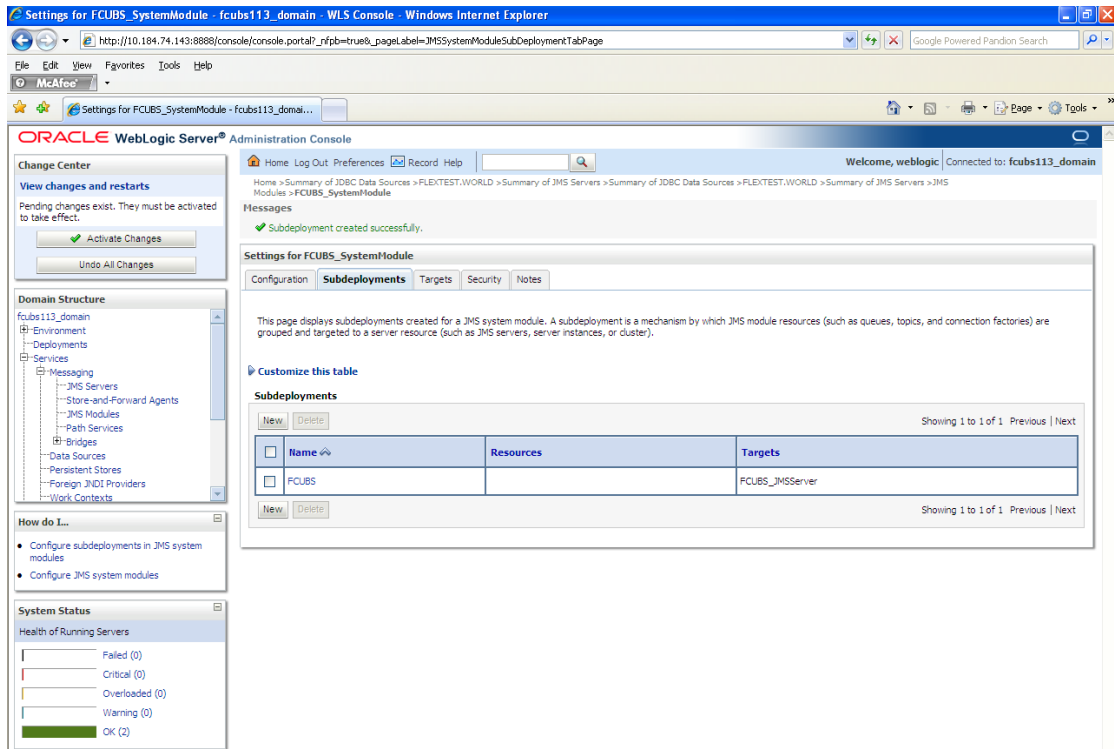 Settings for FCUBS_SystemModule - fcubs113_domain - WLS Console - Windows Internet Explorer
http://10.184.74.143:8888/console/console.portal?_nfpb=true&_pageLabel=JMSSystemModuleSubDeploymentTabPage
Google Powered Pandion Search
File Edit View Favorites Tools Help
McAfee
Settings for FCUBS_SystemModule - fcubs113_domai...
Page Tools
ORACLE WebLogic Server® Administration Console
Change Center
View changes and restarts
Pending changes exist. They must be activated
to take effect.
Activate Changes
Undo All Changes
Domain Structure
fcubs113_domain
Environment
Deployments
Services
Messaging
JMS Servers
Store-and-Forward Agents
JMS Modules
Path Services
Bridges
Data Sources
Persistent Stores
Foreign JNDI Providers
Work Contexts
How do I...
Configure subdeployments in JMS system
modules
Configure JMS system modules
System Status
Health of Running Servers
Failed (0)
Critical (0)
Overloaded (0)
Warning (0)
OK (2)
Home Log Out Preferences Record Help
Welcome, weblogic Connected to: fcubs113_domain
Home >Summary of JDBC Data Sources >FLEXTEST.WORLD >Summary of JMS Servers >Summary of JDBC Data Sources >FLEXTEST.WORLD >Summary of JMS Servers >JMS
Modules >FCUBS_SystemModule
Messages
Subdeployment created successfully.
Settings for FCUBS_SystemModule
Configuration Subdeployments Targets Security Notes
This page displays subdeployments created for a JMS system module. A subdeployment is a mechanism by which JMS module resources (such as queues, topics, and connection factories) are
grouped and targeted to a server resource (such as JMS servers, server instances, or cluster).
Customize this table
Subdeployments
New Delete Showing 1 to 1 of 1 Previous | Next
Name Resources Targets
FCUBS FCUBS_JMSServer
New Delete Showing 1 to 1 of 1 Previous | Next